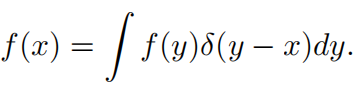 f(x) = ∫ f(y)δ(y − x)dy.